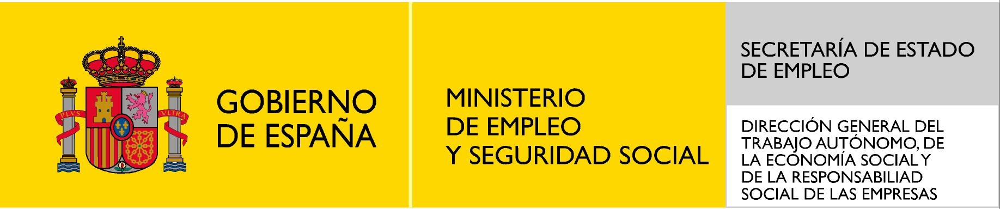 PLVS VLTRA
GOBIERNO
DE ESPAÑA
MINISTERIO
DE EMPLEO
Y SEGURIDAD SOCIAL
SECRETARÍA DE ESTADO
DE EMPLEO
DIRECCIÓN GENERAL DEL
TRABAJO AUTÓNOMO, DE
LA ECONOMÍA SOCIAL Y
DE LA RESPONSABILIAD
SOCIAL DE LAS EMPRESAS